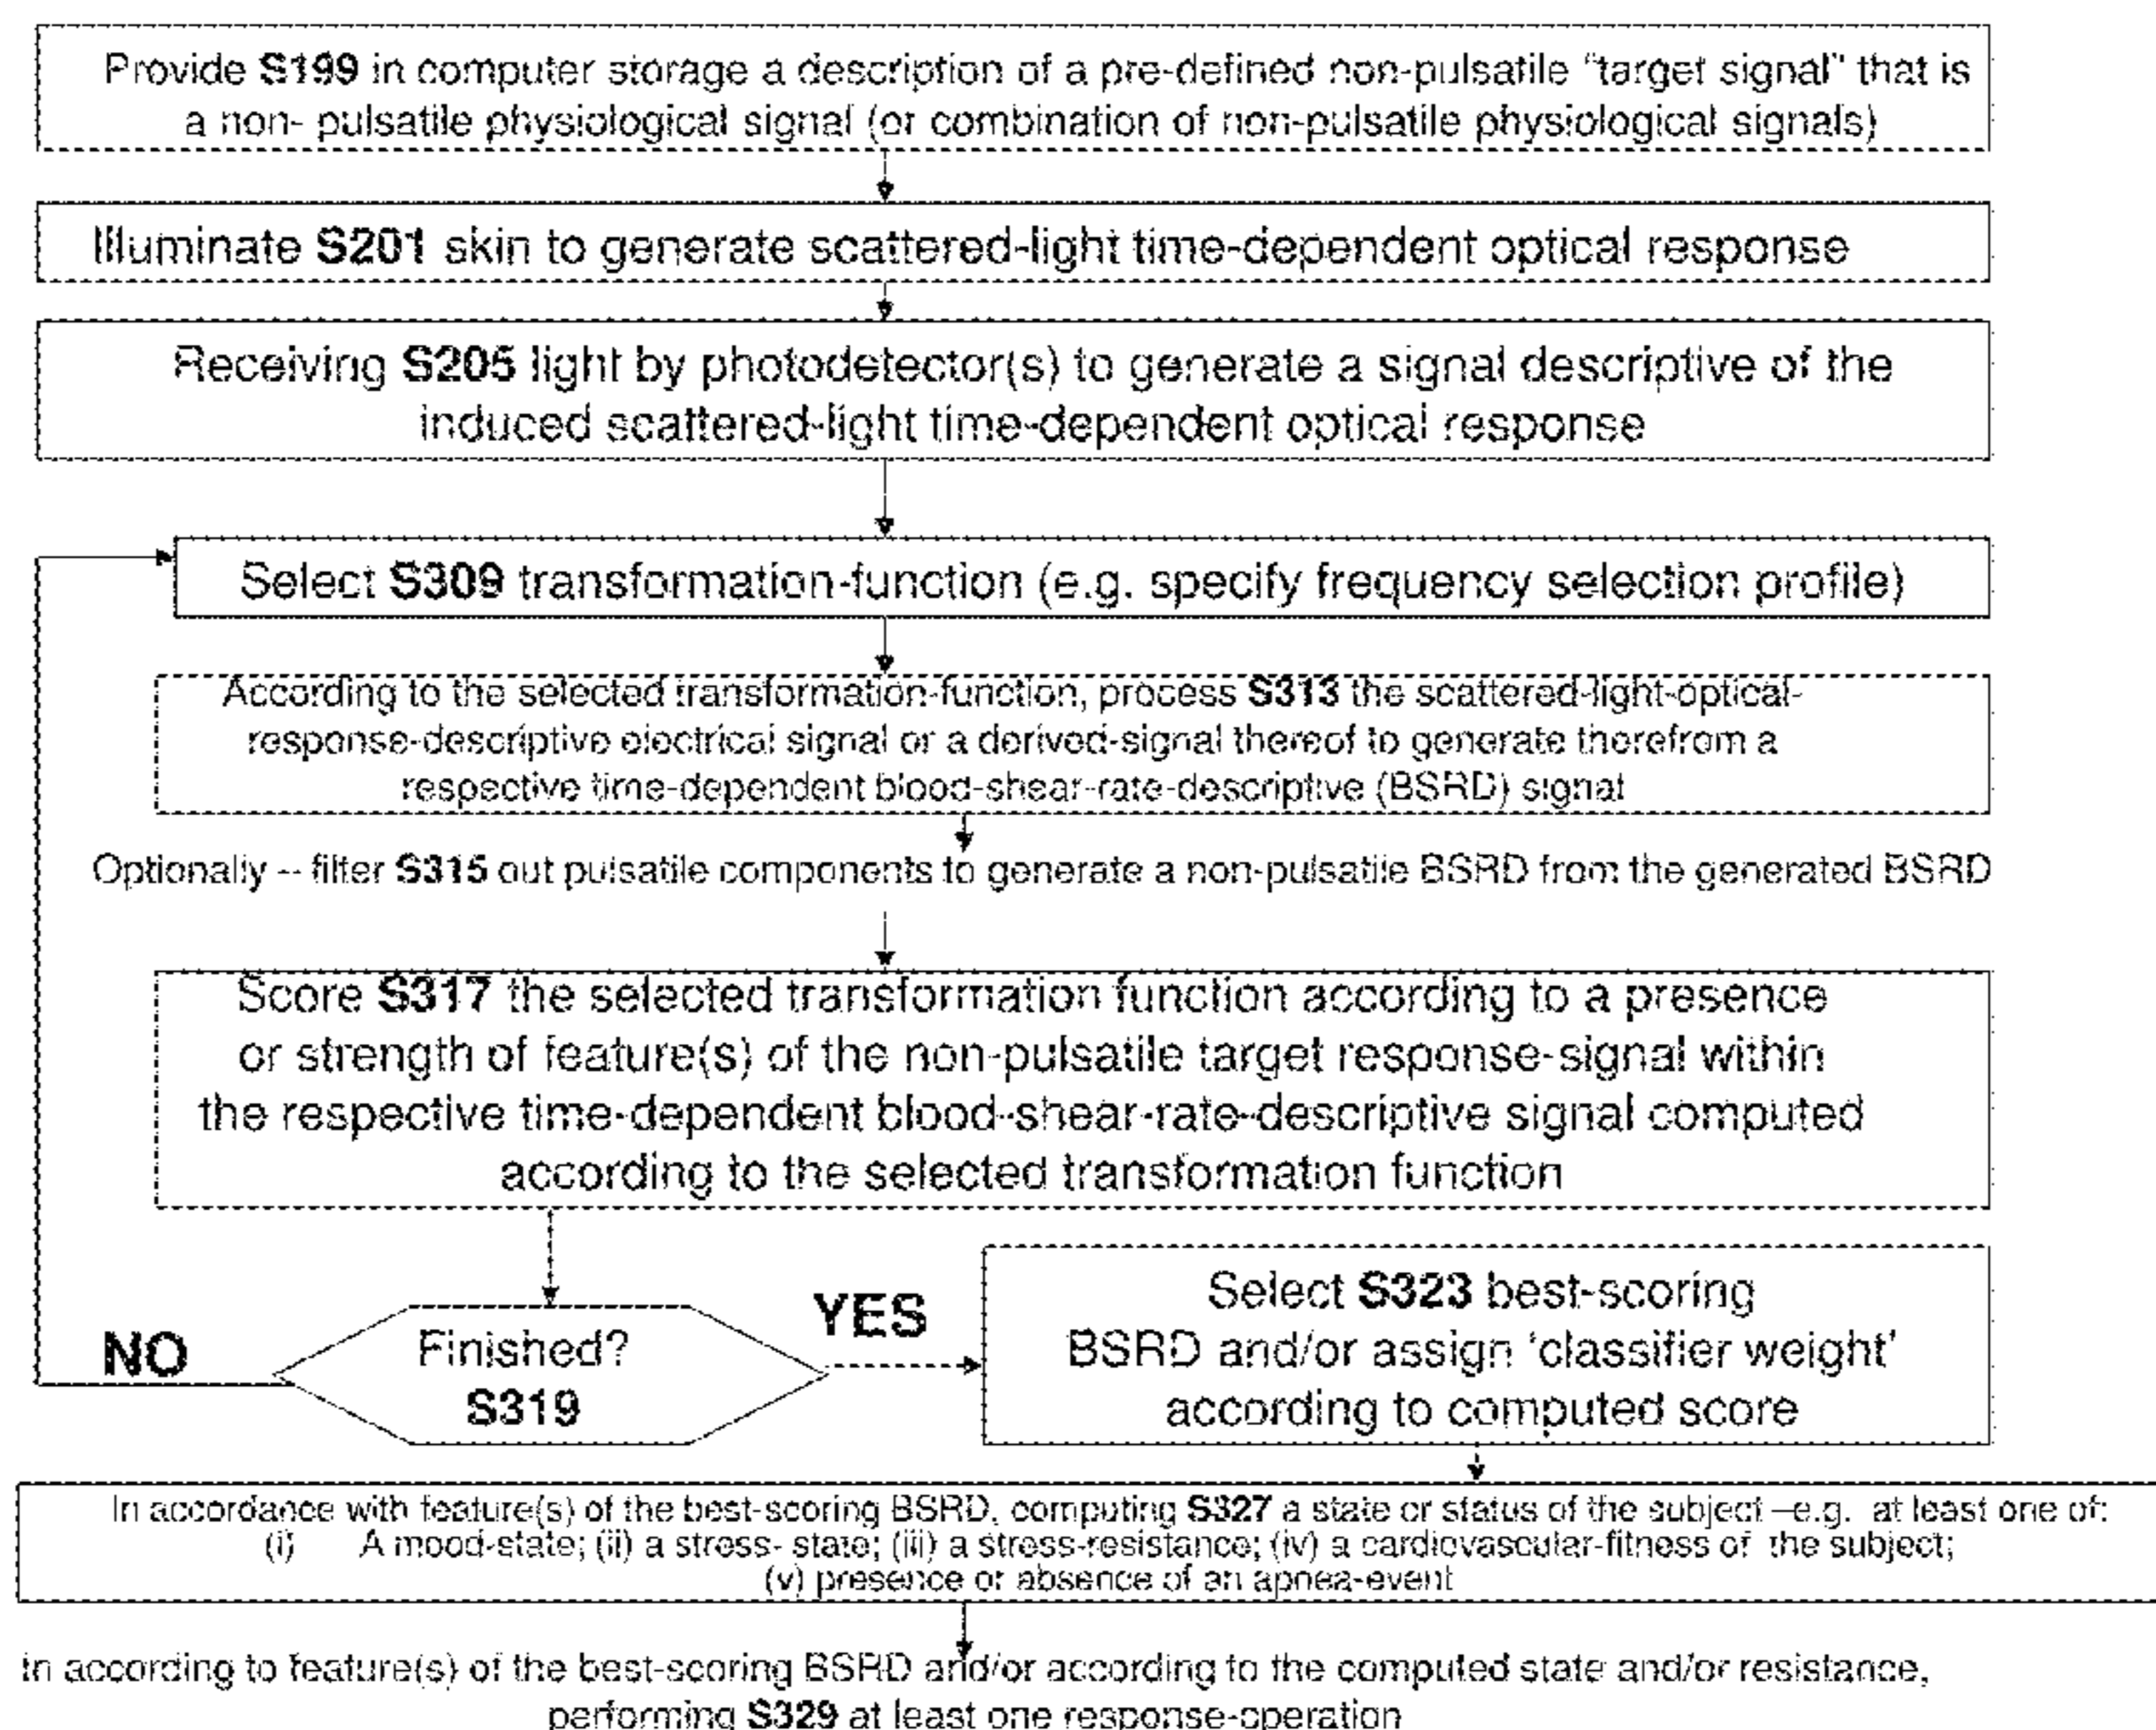 Provide S199 in computer storage a description of a pre-defined non-pulsatile “target signal” that is
a non- pulsatile physiological signal (or combination of non-pulsatile physiological signals)
Illuminate S201 skin to generate scattered-light time-dependent optical response
Receiving S205 light by photodetector(s) to generate a signal descriptive of the
induced scattered-light time-dependent optical response
Select S309 transformation-function (e.g. specify frequency selection profile)
According to the selected transformation-function, process S313 the scattered-light-optical-
response-descriptive electrical signal or a derived-signal thereof to generate therefrom a
respective time-dependent blood-shear-rate-descriptive (BSRD) signal
Optionally -- filter S315 out pulsatile components to generate a non-pulsatile BSRD from the generated BSRD
Score S317 the selected transformation function according to a presence
or strength of feature(s) of the non-pulsatile target response-signal within
the respective time-dependent blood-shear-rate-descriptive signal computed
according to the selected transformation function
NO
Finished?
S319
YES
Select S323 best-scoring
BSRD and/or assign ‘classifier weight’
according to computed score
In accordance with feature(s) of the best-scoring BSRD, computing S327 a state or status of the subject –e.g. at least one of:
(i) A mood-state; (ii) a stress- state; (iii) a stress-resistance; (iv) a cardiovascular-fitness of the subject;
(v) presence or absence of an apnea-event
In according to feature(s) of the best-scoring BSRD and/or according to the computed state and/or resistance,
performing S329 at least one response-operation